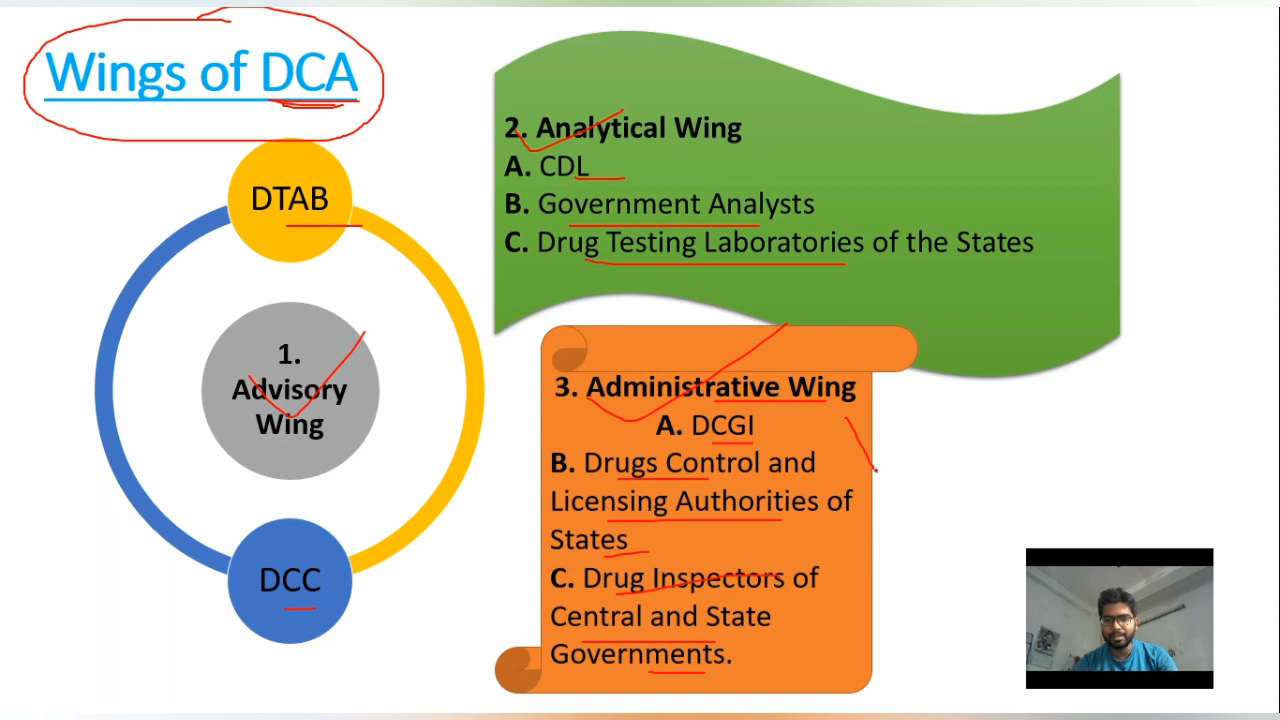 Wings of DCA
DTAB
1.
Advisory
Wing
DCC
2. Analytical Wing
A. CDL
B. Government Analysts
C. Drug Testing Laboratories of the States
3. Administrative Wing
A. DCGI
B. Drugs Control and
Licensing Authorities of
States
C. Drug Inspectors of
Central and State
Governments.